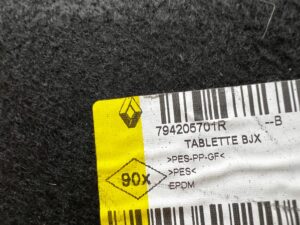 794205701R --B
TABLETTE BJX
>PES-PP-GF<
>PES<
90x
EPDM